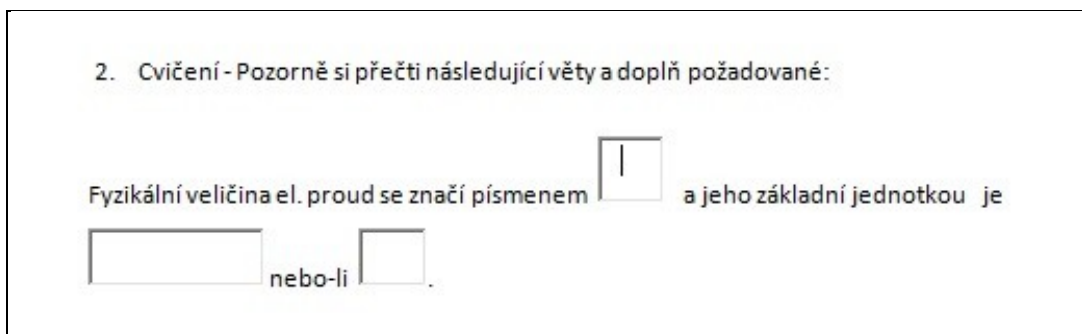 2. Cvičení - Pozorně si přečti následující věty a doplň požadované:
Fyzikální veličina el. proud se značí písmenem a jeho základní jednotkou je
nebo-li .